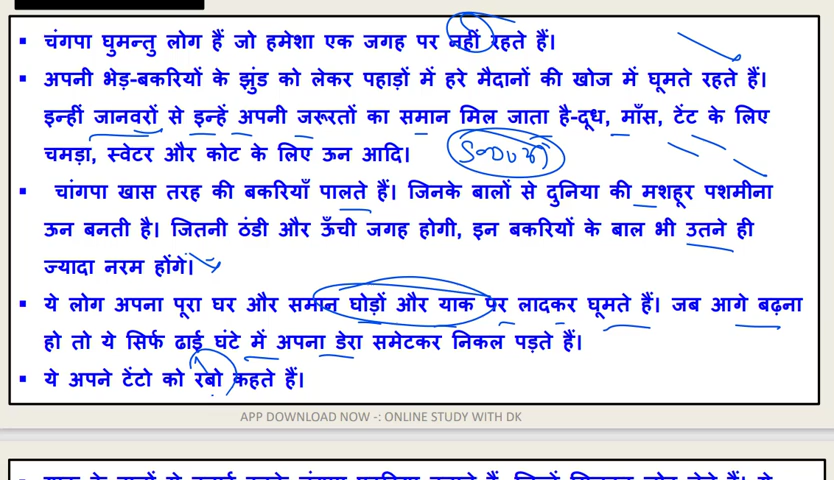 ▪ चंगपा घुमन्तु लोग हैं जो हमेशा एक जगह पर नहीं रहते हैं।
▪ अपनी भेड़-बकरियों के झुंड को लेकर पहाड़ों में हरे मैदानों की खोज में घूमते रहते हैं।
इन्हीं जानवरों से इन्हें अपनी जरूरतों का समान मिल जाता है-दूध, माँस, टेंट के लिए
चमड़ा, स्वेटर और कोट के लिए ऊन आदि।
▪ चांगपा खास तरह की बकरियाँ पालते हैं। जिनके बालों से दुनिया की मशहूर पशमीना
ऊन बनती है। जितनी ठंडी और ऊँची जगह होगी, इन बकरियों के बाल भी उतने ही
ज्यादा नरम होंगे।
▪ ये लोग अपना पूरा घर और समान घोड़ों और याक पर लादकर घूमते हैं। जब आगे बढ़ना
हो तो ये सिर्फ ढाई घंटे में अपना डेरा समेटकर निकल पड़ते हैं।
▪ ये अपने टेंटो को रबो कहते हैं।
APP DOWNLOAD NOW -: ONLINE STUDY WITH DK